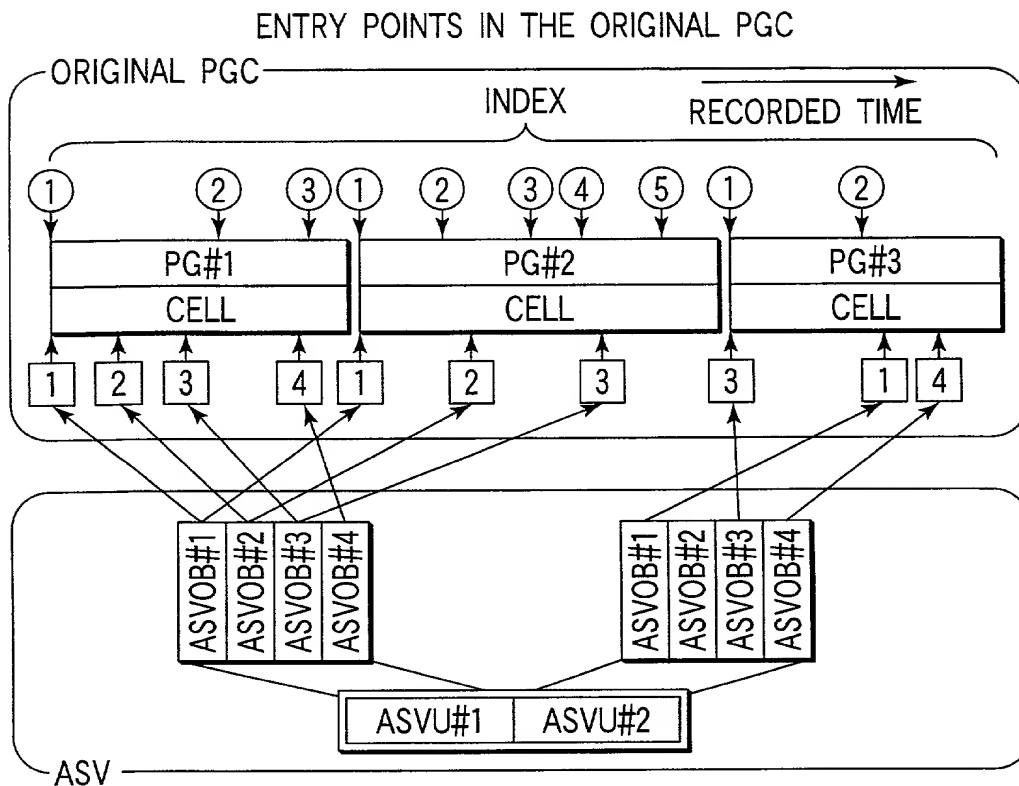 ENTRY POINTS IN THE ORIGINAL PGC
ORIGINAL PGC
INDEX
RECORDED TIME
1 2 3 1 2 3 4 5 1 2
PG#1 PG#2 PG#3
CELL CELL CELL
1 2 3 4 1 2 3 3 1 4
ASVOB#1
ASVOB#2
ASVOB#3
ASVOB#4
ASVOB#1
ASVOB#2
ASVOB#3
ASVOB#4
ASVU#1 ASVU#2
ASV